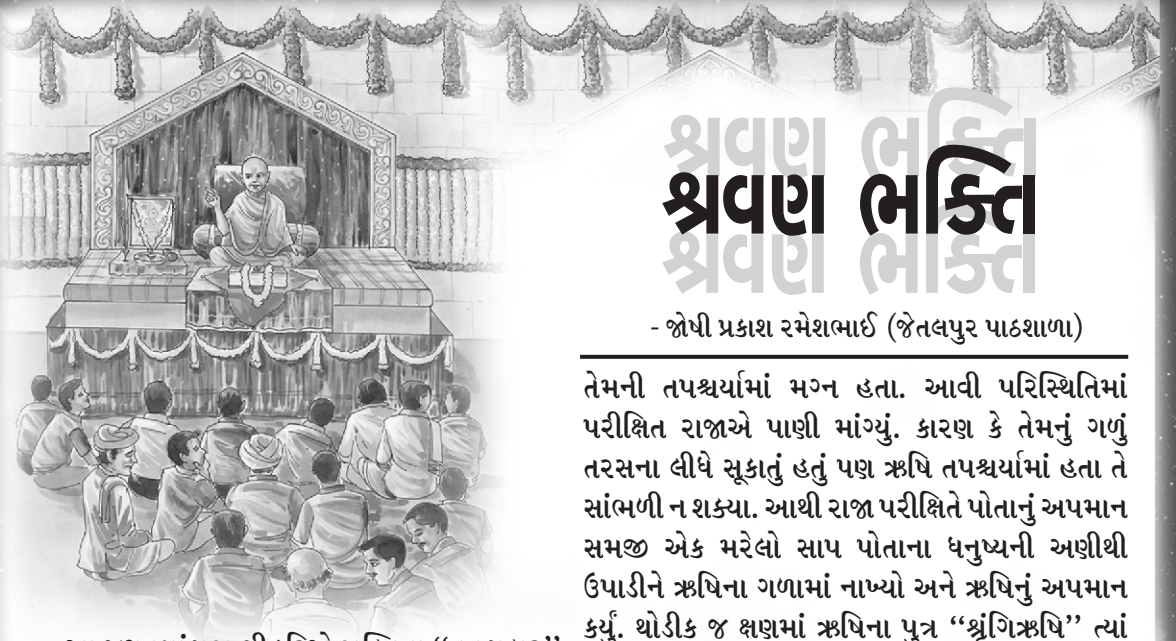 શ્રવણ ભક્તિ
- જોષી પ્રકાશ રમેશભાઈ (જેતલપુર પાઠશાળા)
તેમની તપશ્ચર્યામાં મગ્ન હતા. આવી પરિસ્થિતિમાં
પરીક્ષિત રાજાએ પાણી માંગ્યું. કારણ કે તેમનું ગળું
તરસના લીધે સૂકાતું હતું પણ ઋષિ તપશ્ચર્યામાં હતા તે
સાંભળી ન શક્યા. આથી રાજા પરીક્ષિતે પોતાનું અપમાન
સમજી એક મરેલો સાપ પોતાના ધનુષ્યની અણીથી
ઉપાડીને ઋષિના ગળામાં નાખ્યો અને ઋષિનું અપમાન
કર્યું. થોડીક જ ક્ષણમાં ઋષિના પુત્ર “શ્રૃંગિઋષિ” ત્યાં